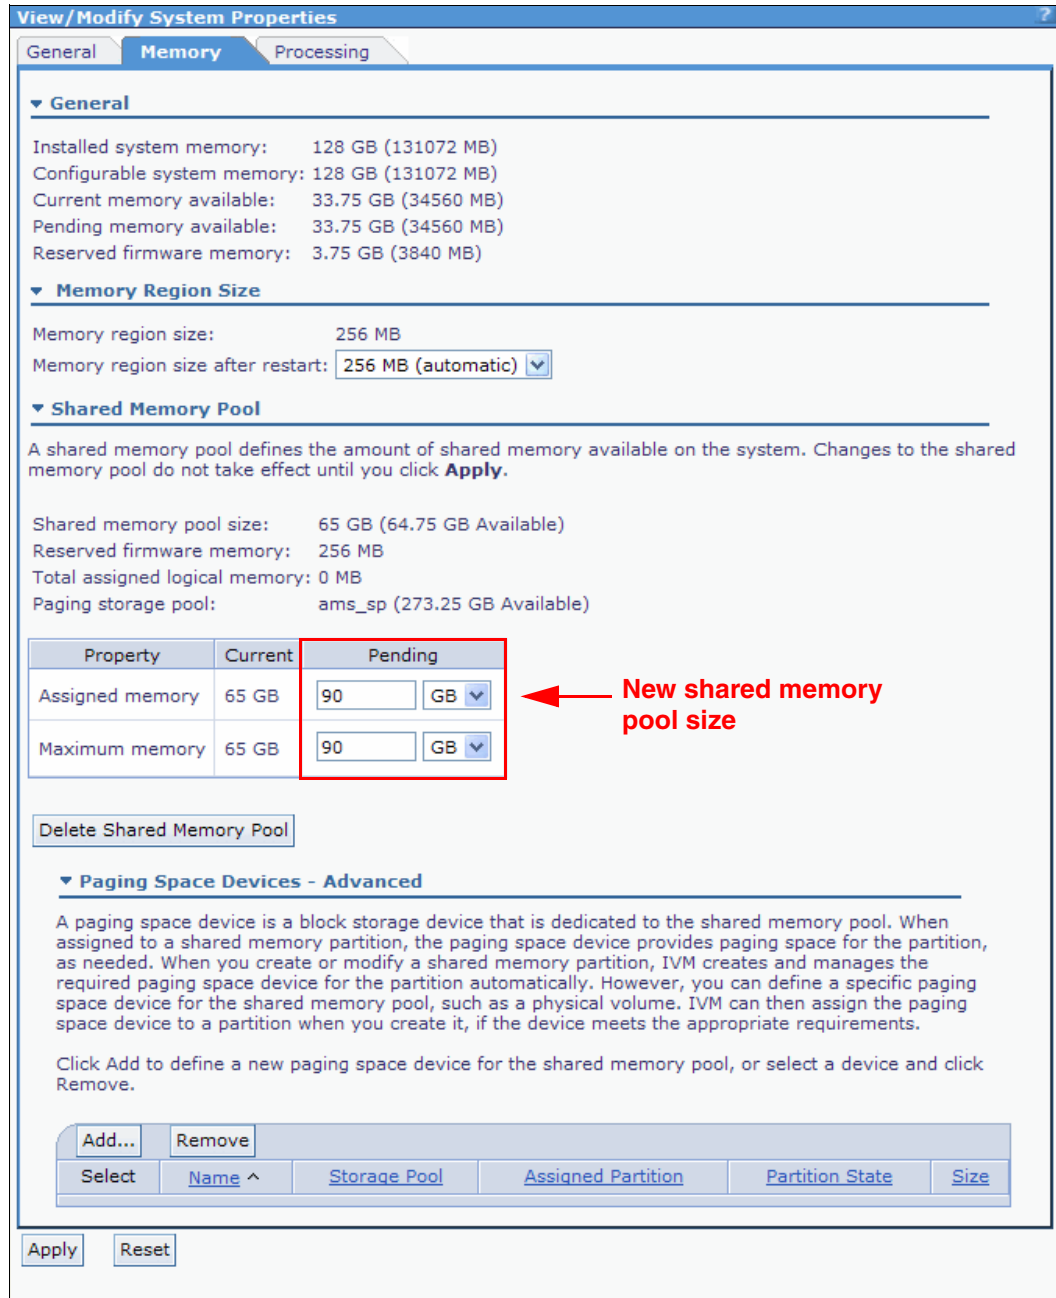 View/Modify System Properties ?
General Memory Processing
General
Installed system memory: 128 GB (131072 MB)
Configurable system memory: 128 GB (131072 MB)
Current memory available: 33.75 GB (34560 MB)
Pending memory available: 33.75 GB (34560 MB)
Reserved firmware memory: 3.75 GB (3840 MB)
Memory Region Size
Memory region size: 256 MB
Memory region size after restart: 256 MB (automatic)
Shared Memory Pool
A shared memory pool defines the amount of shared memory available on the system. Changes to the shared
memory pool do not take effect until you click Apply.
Shared memory pool size: 65 GB (64.75 GB Available)
Reserved firmware memory: 256 MB
Total assigned logical memory: 0 MB
Paging storage pool: ams_sp (273.25 GB Available)
Property Current Pending
Assigned memory 65 GB 90 GB
New shared memory
pool size
Maximum memory 65 GB 90 GB
Delete Shared Memory Pool
Paging Space Devices - Advanced
A paging space device is a block storage device that is dedicated to the shared memory pool. When
assigned to a shared memory partition, the paging space device provides paging space for the partition,
as needed. When you create or modify a shared memory partition, IVM creates and manages the
required paging space device for the partition automatically. However, you can define a specific paging
space device for the shared memory pool, such as a physical volume. IVM can then assign the paging
space device to a partition when you create it, if the device meets the appropriate requirements.
Click Add to define a new paging space device for the shared memory pool, or select a device and click
Remove.
Add... Remove
Select Name ^ Storage Pool Assigned Partition Partition State Size
Apply Reset